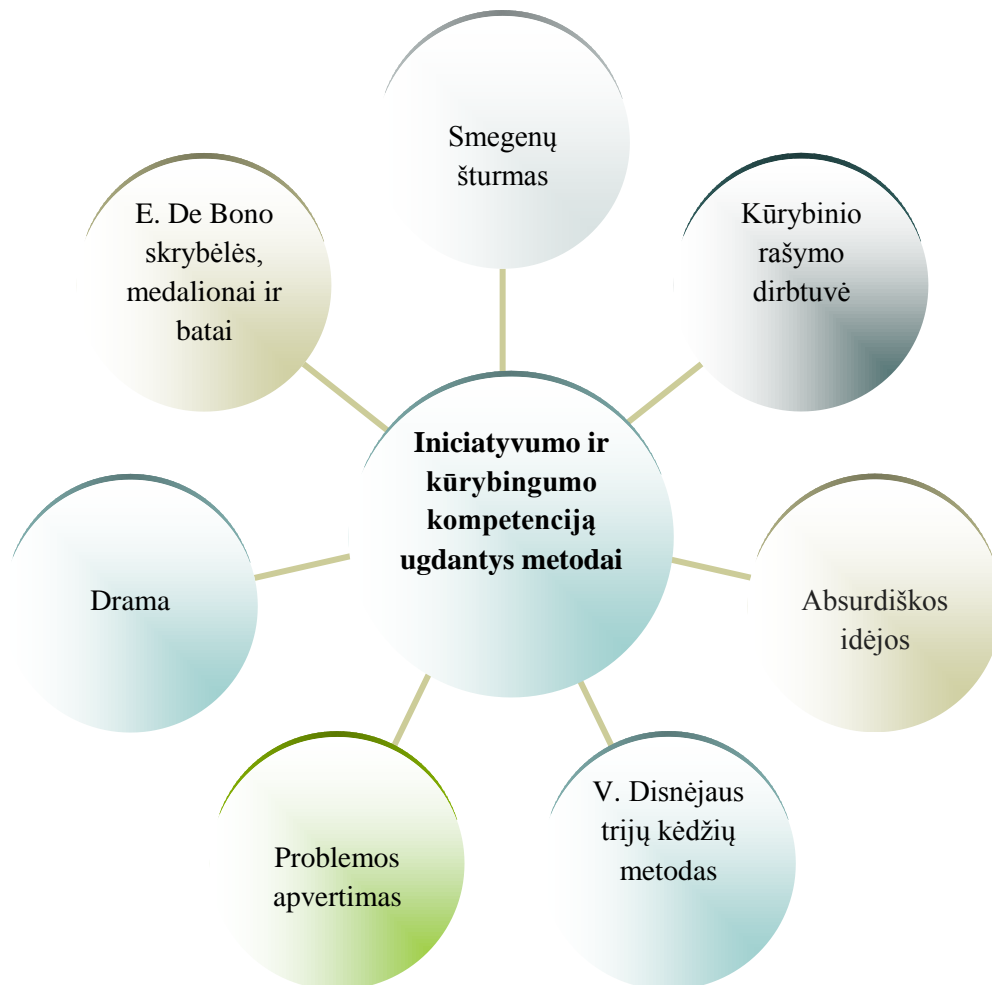 Smegenų
šturmas
E. De Bono
skrybėlės,
medalionai ir
batai
Kūrybinio
rašymo
dirbtuvė
Iniciatyvumo ir
kūrybingumo
kompetenciją
ugdantys metodai
Drama
Absurdiškos
idėjos
Problemos
apvertimas
V. Disnėjaus
trijų kėdžių
metodas